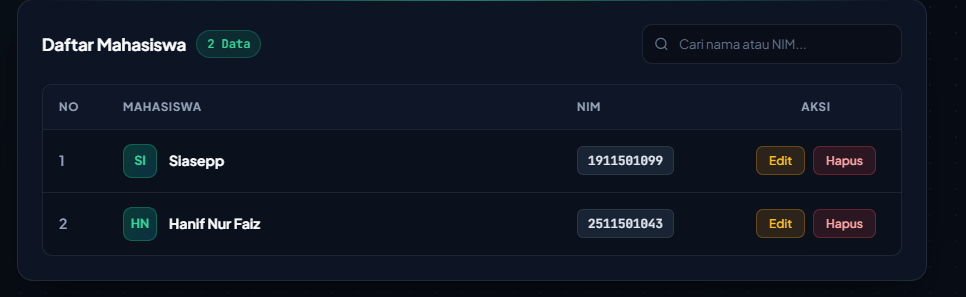 Daftar Mahasiswa 2 Data Cari nama atau NIM...
NO MAHASISWA NIM AKSI
1 SI Siasepp 1911501099 Edit Hapus
2 HN Hanif Nur Faiz 2511501043 Edit Hapus